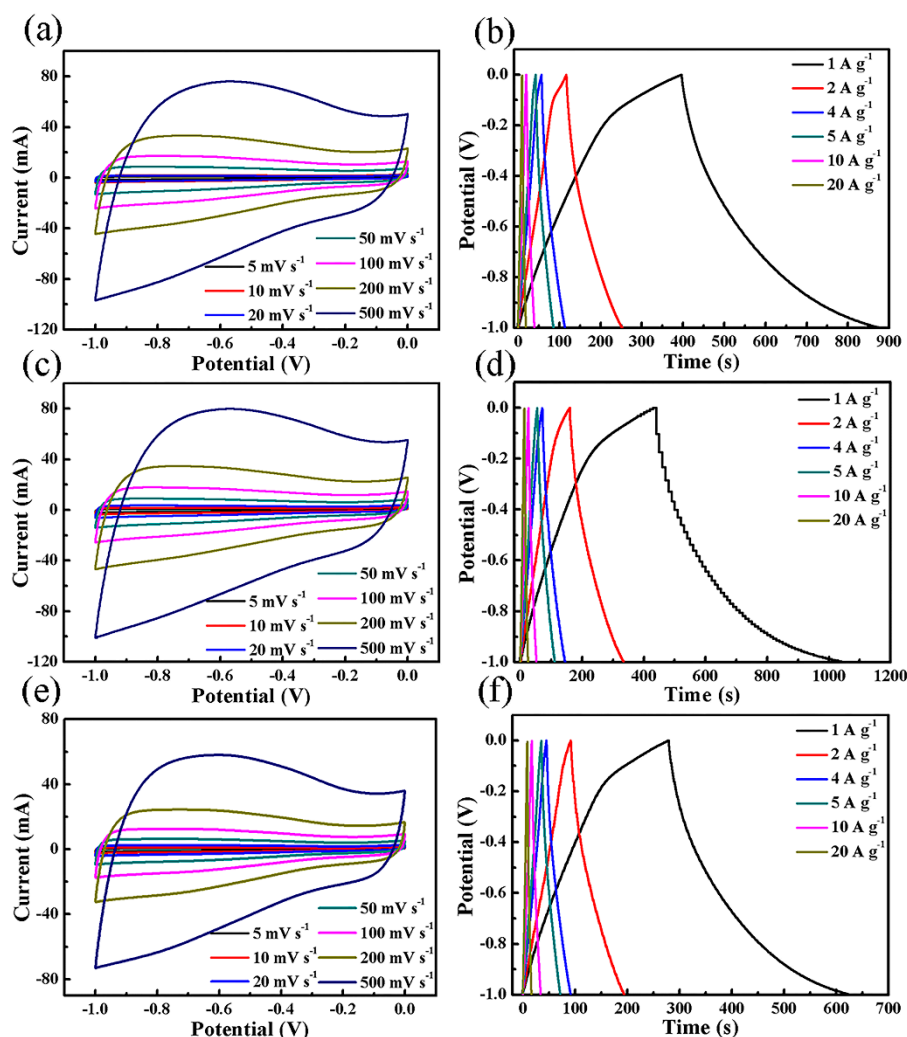 (a)
80
40
0
-40
-80
-120
Current (mA)
5 mV s⁻¹
10 mV s⁻¹
20 mV s⁻¹
50 mV s⁻¹
100 mV s⁻¹
200 mV s⁻¹
500 mV s⁻¹
-1.0 -0.8 -0.6 -0.4 -0.2 0.0
Potential (V)
(b)
0.0
-0.2
-0.4
-0.6
-0.8
-1.0
Potential (V)
1 A g⁻¹
2 A g⁻¹
4 A g⁻¹
5 A g⁻¹
10 A g⁻¹
20 A g⁻¹
0 100 200 300 400 500 600 700 800 900
Time (s)
(c)
80
40
0
-40
-80
-120
Current (mA)
5 mV s⁻¹
10 mV s⁻¹
20 mV s⁻¹
50 mV s⁻¹
100 mV s⁻¹
200 mV s⁻¹
500 mV s⁻¹
-1.0 -0.8 -0.6 -0.4 -0.2 0.0
Potential (V)
(d)
0.0
-0.2
-0.4
-0.6
-0.8
-1.0
Potential (V)
1 A g⁻¹
2 A g⁻¹
4 A g⁻¹
5 A g⁻¹
10 A g⁻¹
20 A g⁻¹
0 200 400 600 800 1000 1200
Time (s)
(e)
80
40
0
-40
-80
Current (mA)
5 mV s⁻¹
10 mV s⁻¹
20 mV s⁻¹
50 mV s⁻¹
100 mV s⁻¹
200 mV s⁻¹
500 mV s⁻¹
-1.0 -0.8 -0.6 -0.4 -0.2 0.0
Potential (V)
(f)
0.0
-0.2
-0.4
-0.6
-0.8
-1.0
Potential (V)
1 A g⁻¹
2 A g⁻¹
4 A g⁻¹
5 A g⁻¹
10 A g⁻¹
20 A g⁻¹
0 100 200 300 400 500 600 700
Time (s)